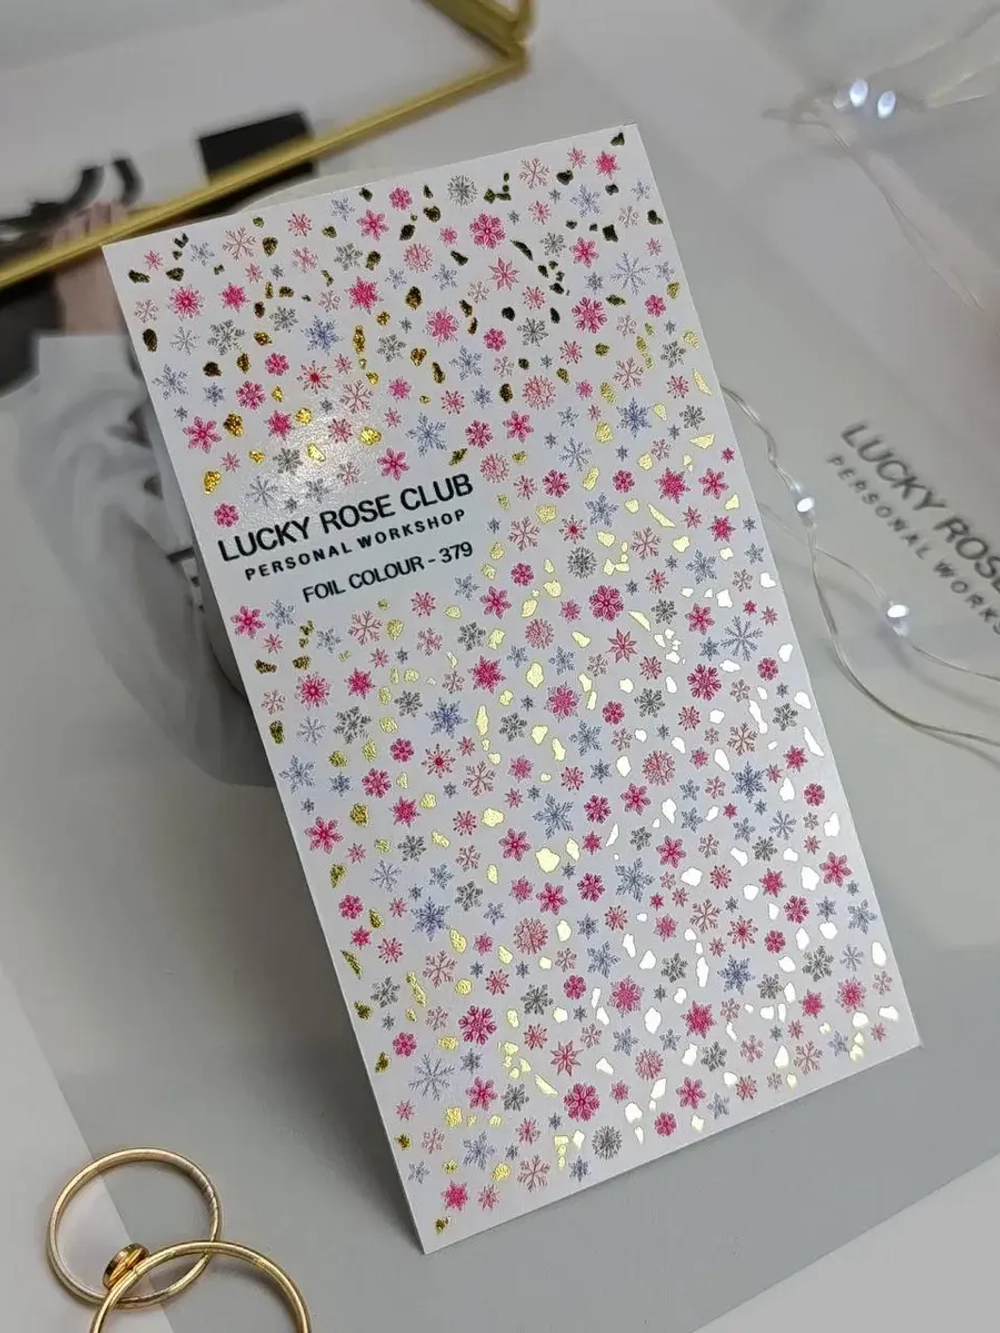 LUCKY ROSE CLUB
PERSONAL WORKSHOP
FOIL COLOUR - 379
LUCKY ROSE
PERSONAL WORKS